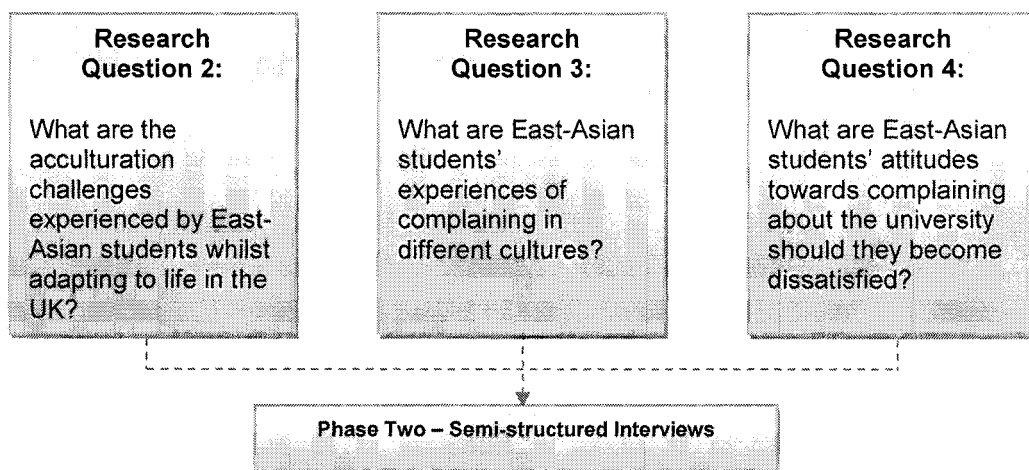 Research
Question 2:
What are the
acculturation
challenges
experienced by East-
Asian students whilst
adapting to life in the
UK?
Research
Question 3:
What are East-Asian
students'
experiences of
complaining in
different cultures?
Research
Question 4:
What are East-Asian
students' attitudes
towards complaining
about the university
should they become
dissatisfied?
Phase Two – Semi-structured Interviews